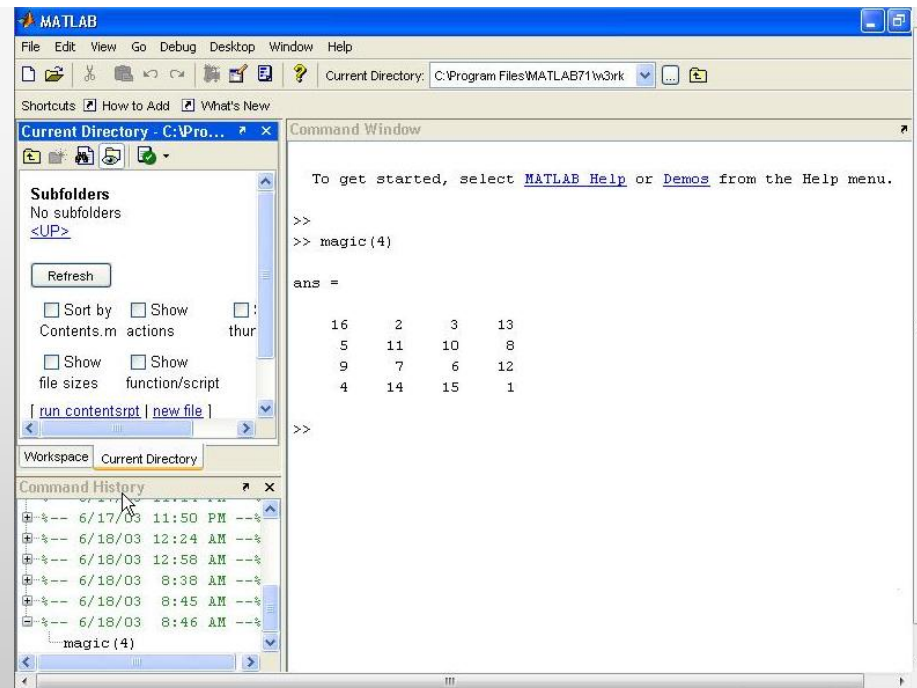 MATLAB
File Edit View Go Debug Desktop Window Help
Current Directory: C:\Program Files\MATLAB71\w3rk
Shortcuts How to Add What's New
Current Directory - C:\Pro...
Subfolders
No subfolders
<UP>
Refresh
Sort by Show
Contents.m actions thur
Show Show
file sizes function/script
[ run contentsrpt | new file ]
Workspace Current Directory
Command History
%-- 6/17/03 11:50 PM --%
%-- 6/18/03 12:24 AM --%
%-- 6/18/03 12:58 AM --%
%-- 6/18/03 8:38 AM --%
%-- 6/18/03 8:45 AM --%
%-- 6/18/03 8:46 AM --%
magic(4)
Command Window
To get started, select MATLAB Help or Demos from the Help menu.
>>
>> magic(4)
ans =
16 2 3 13
5 11 10 8
9 7 6 12
4 14 15 1
>>